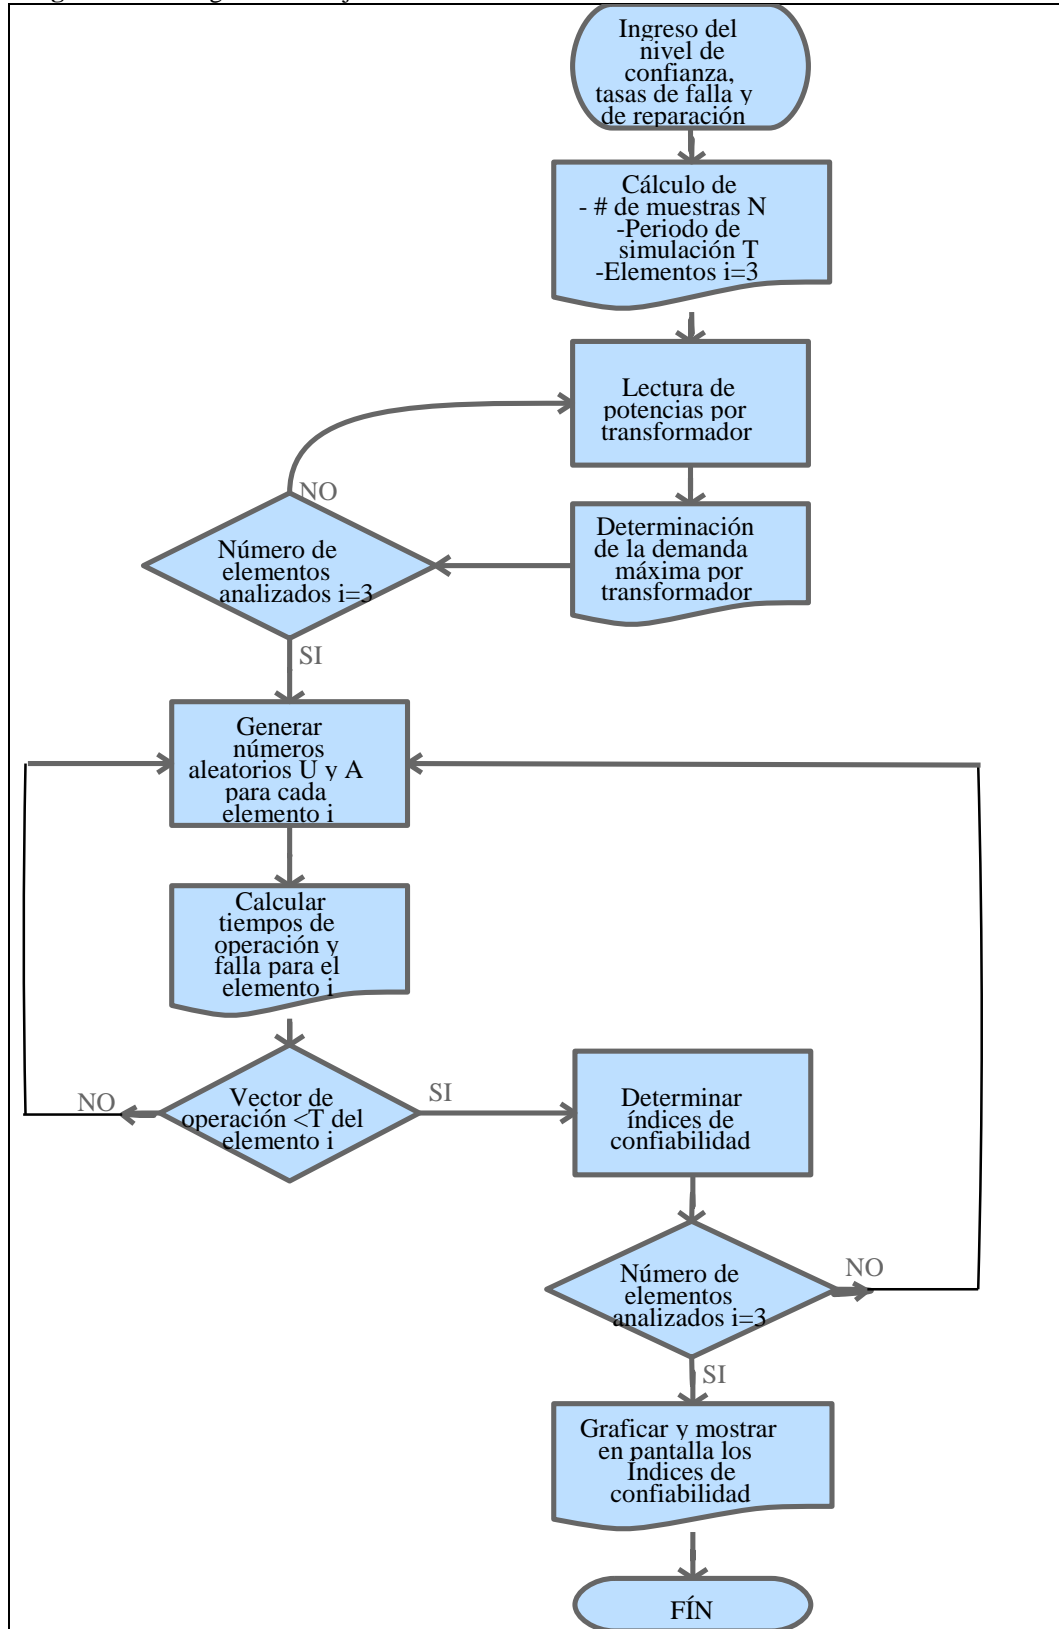 Ingreso del
nivel de
confianza,
tasas de falla y
de reparación
Cálculo de
- # de muestras N
-Periodo de
simulación T
-Elementos i=3
Lectura de
potencias por
transformador
NO
Determinación
de la demanda
máxima por
transformador
Número de
elementos
analizados i=3
SI
Generar
números
aleatorios U y A
para cada
elemento i
Calcular
tiempos de
operación y
falla para el
elemento i
NO
Vector de
operación <T del
elemento i
SI
Determinar
índices de
confiabilidad
Número de
elementos
analizados i=3
NO
SI
Graficar y mostrar
en pantalla los
Índices de
confiabilidad
FÍN